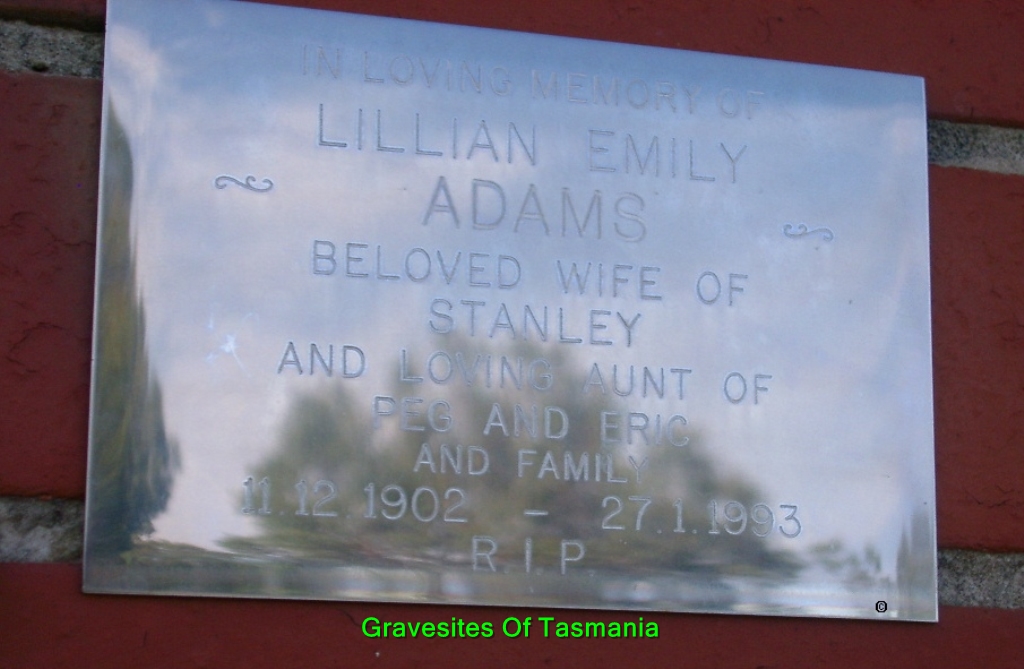 IN LOVING MEMORY OF
LILLIAN EMILY
ADAMS
BELOVED WIFE OF
STANLEY
AND LOVING AUNT OF
PEG AND ERIC
AND FAMILY
11.12.1902 - 27.1.1993
R.I.P.
©
Gravesites Of Tasmania